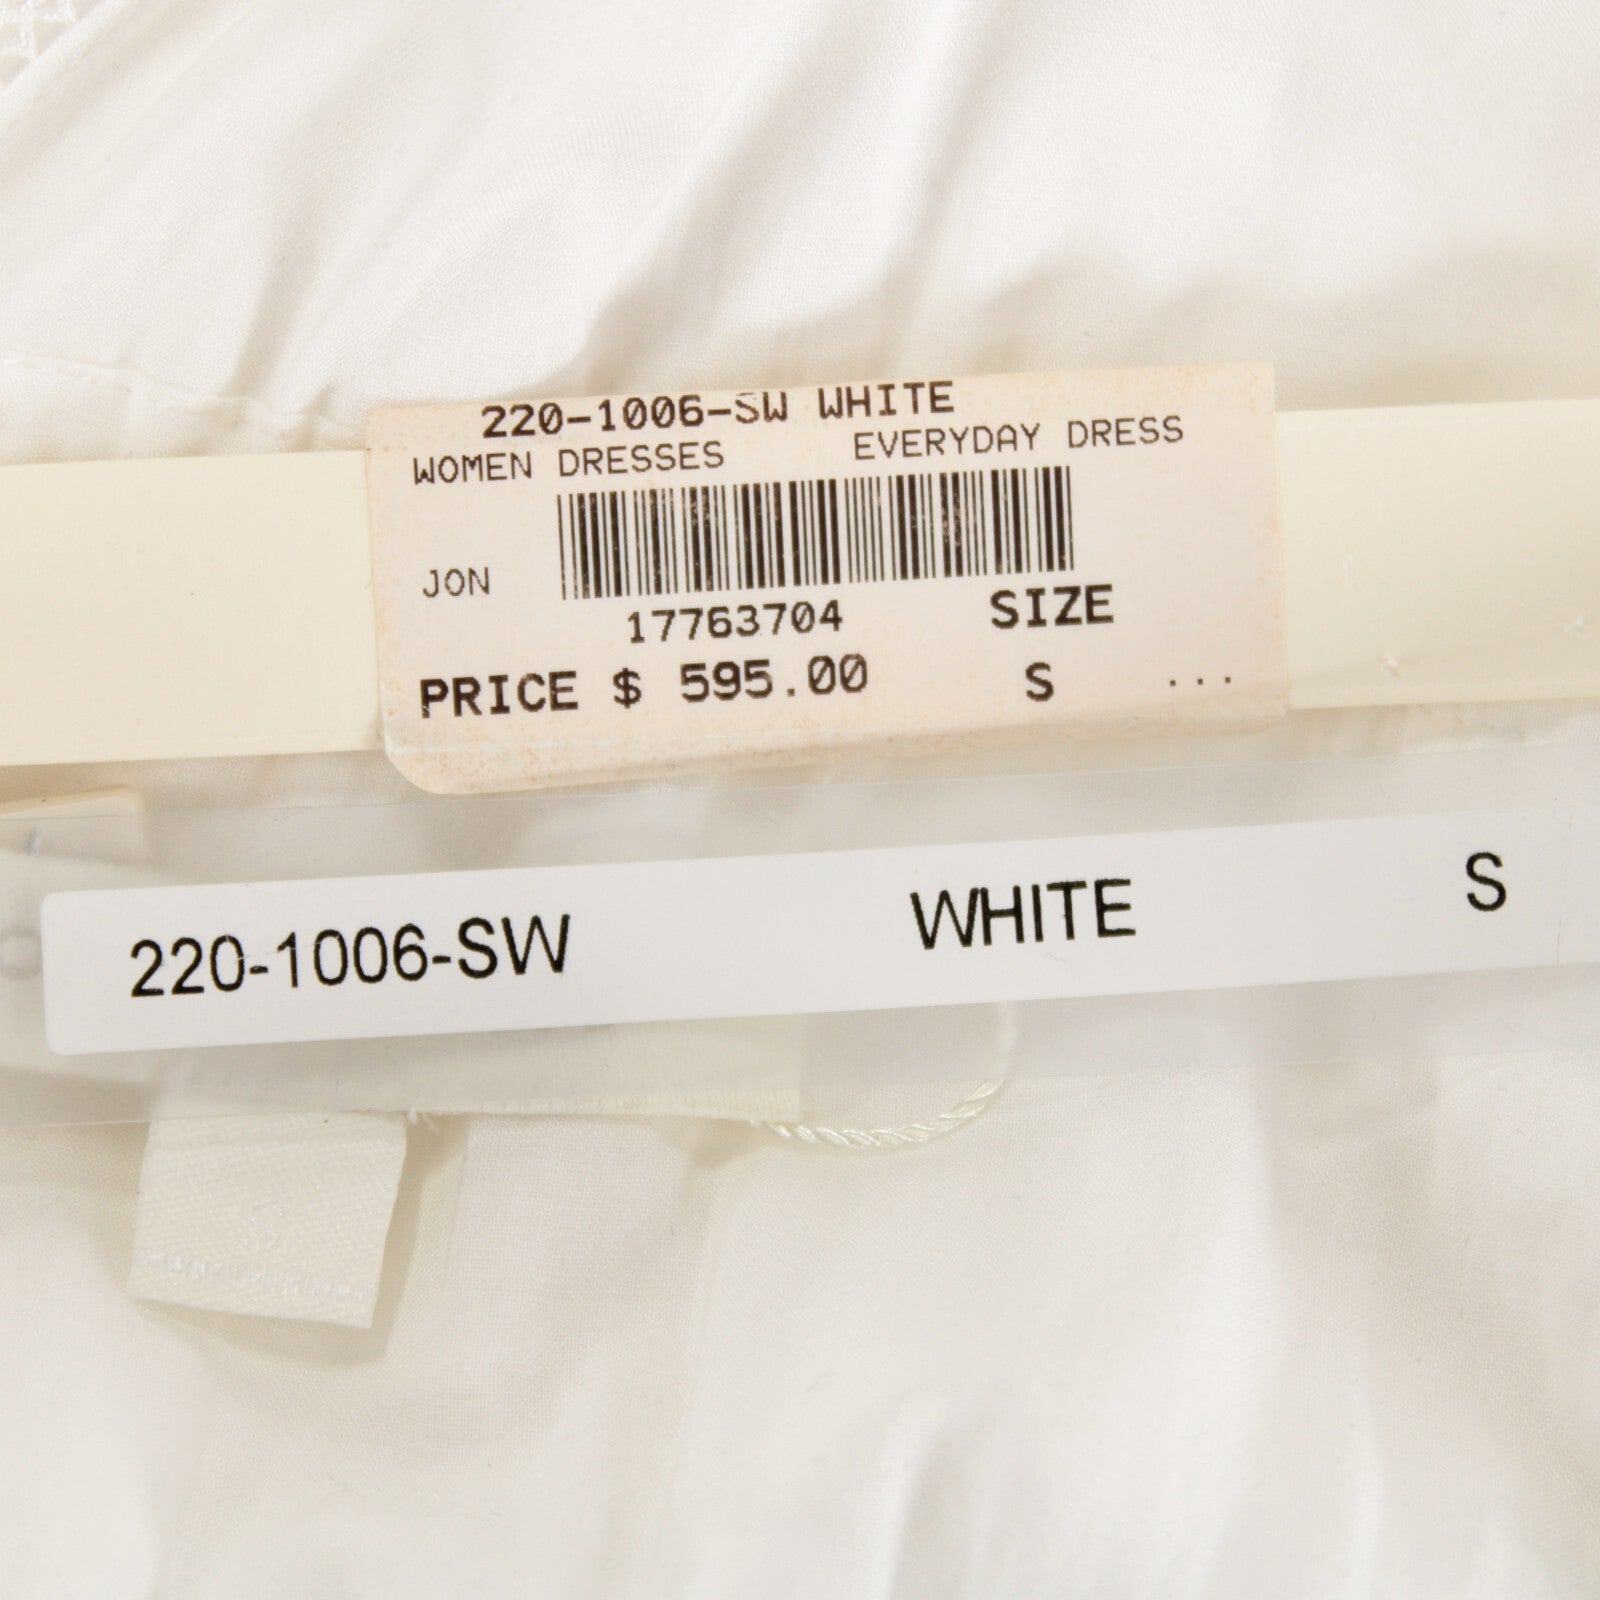 220-1006-SW WHITE
WOMEN DRESSES EVERYDAY DRESS
JON
17763704 SIZE
PRICE $ 595.00 S ...
220-1006-SW WHITE S
S